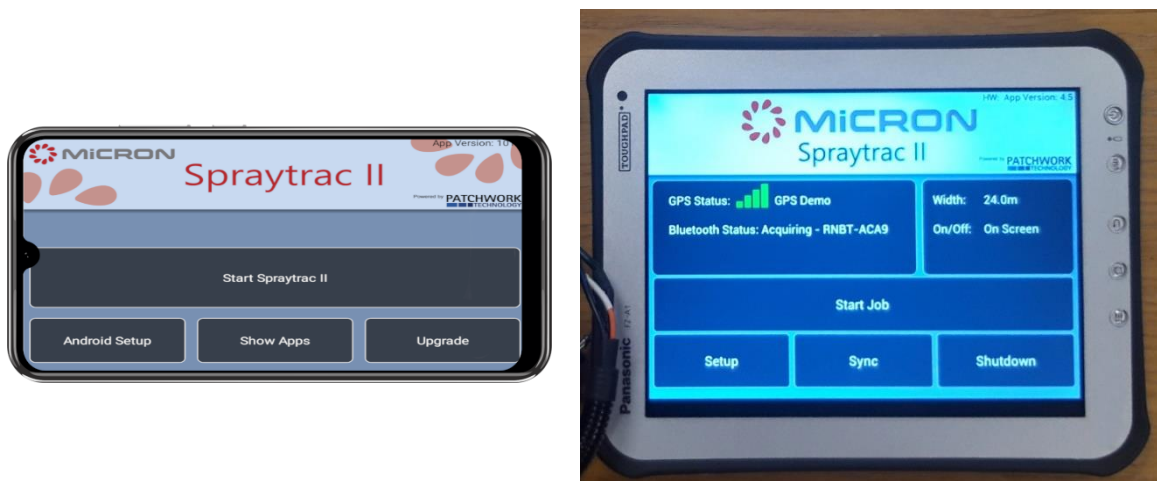 MiCRON
App Version: 10
Spraytrac II
Powered by PATCHWORK
TECHNOLOGY
Start Spraytrac II
Android Setup
Show Apps
Upgrade
TOUGHPAD
Panasonic FZ-A1
HW: App Version: 4.5
MiCRON
Spraytrac II
Powered by PATCHWORK
TECHNOLOGY
GPS Status: GPS Demo
Bluetooth Status: Acquiring - RNBT-ACA9
Width: 24.0m
On/Off: On Screen
Start Job
Setup
Sync
Shutdown